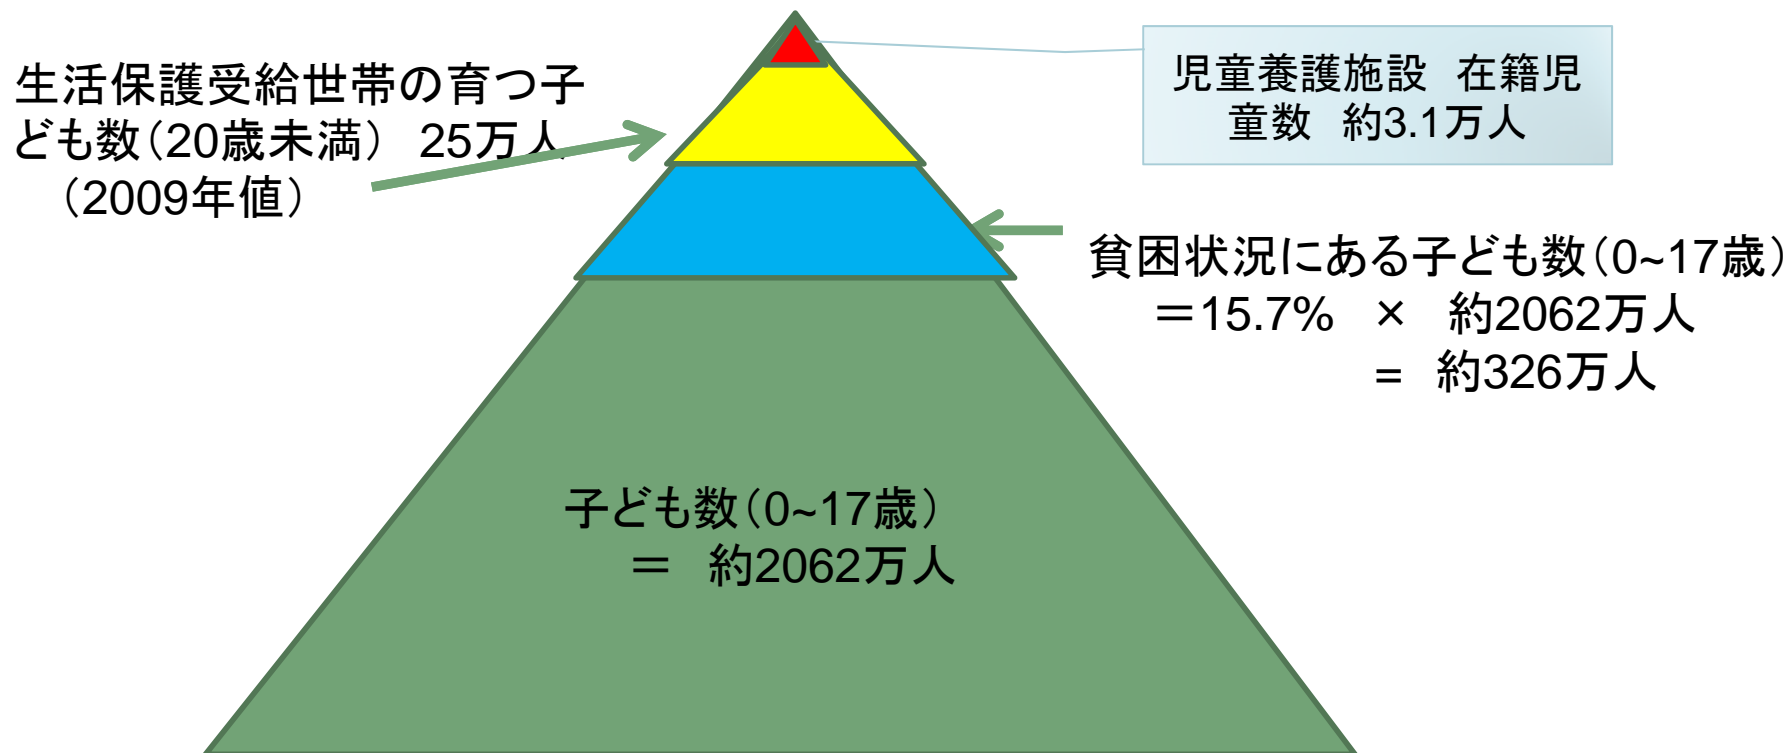 生活保護受給世帯の育つ子
ども数（20歳未満） 25万人
（2009年値）
児童養護施設　在籍児
童数　約3.1万人
貧困状況にある子ども数（0~17歳）
＝15.7%　×　約2062万人
=　約326万人
子ども数（0~17歳）
＝　約2062万人